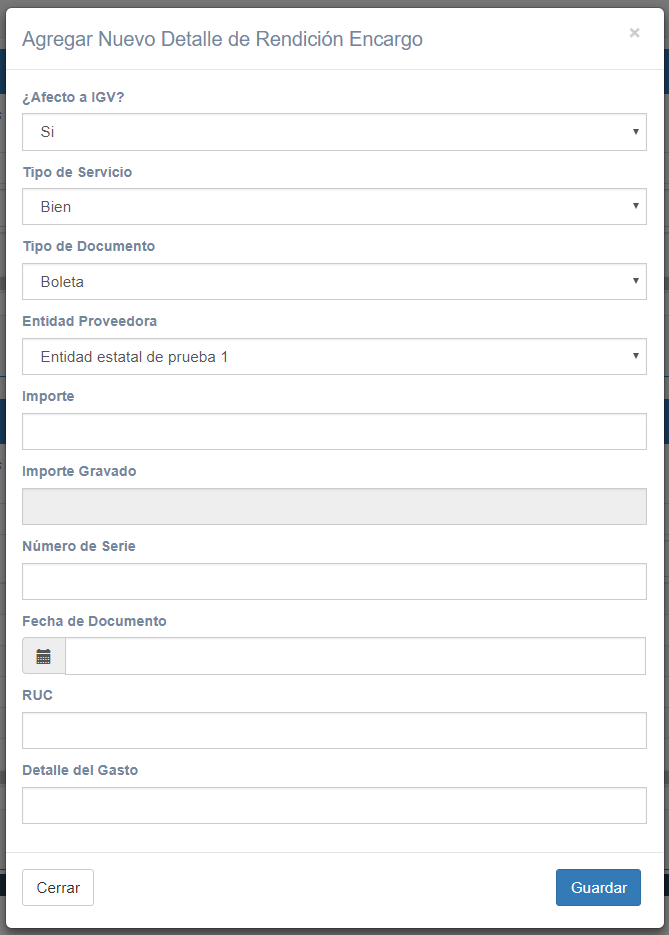 Agregar Nuevo Detalle de Rendición Encargo
×
¿Afecto a IGV?
Si
Tipo de Servicio
Bien
Tipo de Documento
Boleta
Entidad Proveedora
Entidad estatal de prueba 1
Importe
Importe Gravado
Número de Serie
Fecha de Documento
RUC
Detalle del Gasto
Cerrar
Guardar